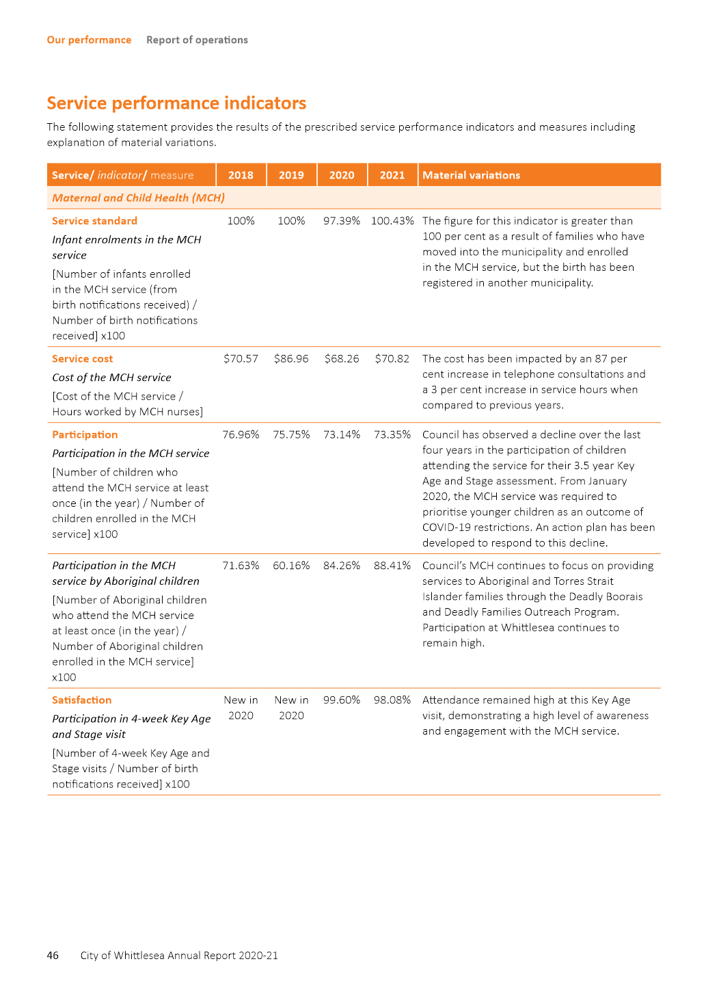 Our performance Report of operations
Service performance indicators
The following statement provides the results of the prescribed service performance indicators and measures including
explanation of material variations.
Service/ indicator/ measure 2018 2019 2020 2021 Material variations
Maternal and Child Health (MCH)
Service standard 100% 100% 97.39% 100.43% The figure for this indicator is greater than
Infant enrolments in the MCH 100 per cent as a result of families who have
service moved into the municipality and enrolled
[Number of infants enrolled in the MCH service, but the birth has been
in the MCH service (from registered in another municipality.
birth notifications received) /
Number of birth notifications
received] x100
Service cost $70.57 $86.96 $68.26 $70.82 The cost has been impacted by an 87 per
Cost of the MCH service cent increase in telephone consultations and
[Cost of the MCH service / a 3 per cent increase in service hours when
Hours worked by MCH nurses] compared to previous years.
Participation 76.96% 75.75% 73.14% 73.35% Council has observed a decline over the last
Participation in the MCH service four years in the participation of children
[Number of children who attending the service for their 3.5 year Key
attend the MCH service at least Age and Stage assessment. From January
once (in the year) / Number of 2020, the MCH service was required to
children enrolled in the MCH prioritise younger children as an outcome of
service] x100 COVID-19 restrictions. An action plan has been
developed to respond to this decline.
Participation in the MCH 71.63% 60.16% 84.26% 88.41% Council's MCH continues to focus on providing
service by Aboriginal children services to Aboriginal and Torres Strait
[Number of Aboriginal children Islander families through the Deadly Boorais
who attend the MCH service and Deadly Families Outreach Program.
at least once (in the year) / Participation at Whittlesea continues to
Number of Aboriginal children remain high.
enrolled in the MCH service]
x100
Satisfaction New in New in 99.60% 98.08% Attendance remained high at this Key Age
Participation in 4-week Key Age 2020 2020 visit, demonstrating a high level of awareness
and Stage visit and engagement with the MCH service.
[Number of 4-week Key Age and
Stage visits / Number of birth
notifications received] x100
46 City of Whittlesea Annual Report 2020-21